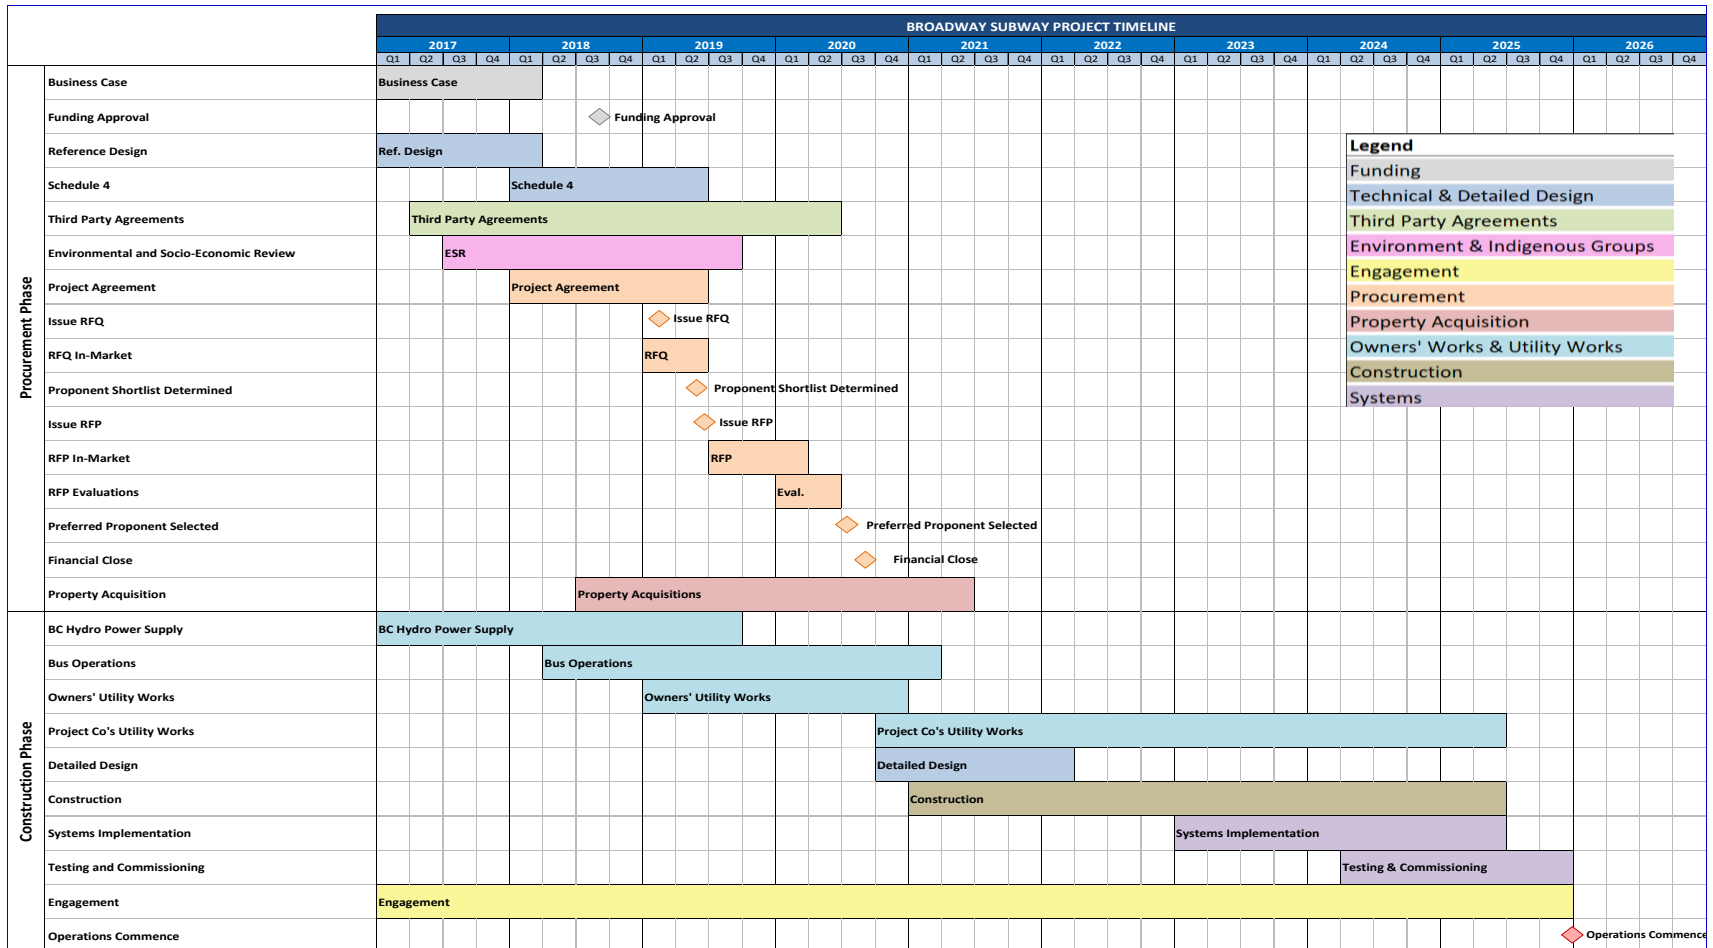 BROADWAY SUBWAY PROJECT TIMELINE
2017 2018 2019 2020 2021 2022 2023 2024 2025 2026
Q1 Q2 Q3 Q4 Q1 Q2 Q3 Q4 Q1 Q2 Q3 Q4 Q1 Q2 Q3 Q4 Q1 Q2 Q3 Q4 Q1 Q2 Q3 Q4 Q1 Q2 Q3 Q4 Q1 Q2 Q3 Q4 Q1 Q2 Q3 Q4 Q1 Q2 Q3 Q4
Procurement Phase
Business Case Business Case
Funding Approval Funding Approval
Reference Design Ref. Design
Schedule 4 Schedule 4
Third Party Agreements Third Party Agreements
Environmental and Socio-Economic Review ESR
Project Agreement Project Agreement
Issue RFQ Issue RFQ
RFQ In-Market RFQ
Proponent Shortlist Determined Proponent Shortlist Determined
Issue RFP Issue RFP
RFP In-Market RFP
RFP Evaluations Eval.
Preferred Proponent Selected Preferred Proponent Selected
Financial Close Financial Close
Property Acquisition Property Acquisitions
Legend
Funding
Technical & Detailed Design
Third Party Agreements
Environment & Indigenous Groups
Engagement
Procurement
Property Acquisition
Owners' Works & Utility Works
Construction
Systems
Construction Phase
BC Hydro Power Supply BC Hydro Power Supply
Bus Operations Bus Operations
Owners' Utility Works Owners' Utility Works
Project Co's Utility Works Project Co's Utility Works
Detailed Design Detailed Design
Construction Construction
Systems Implementation Systems Implementation
Testing and Commissioning Testing & Commissioning
Engagement Engagement
Operations Commence Operations Commence